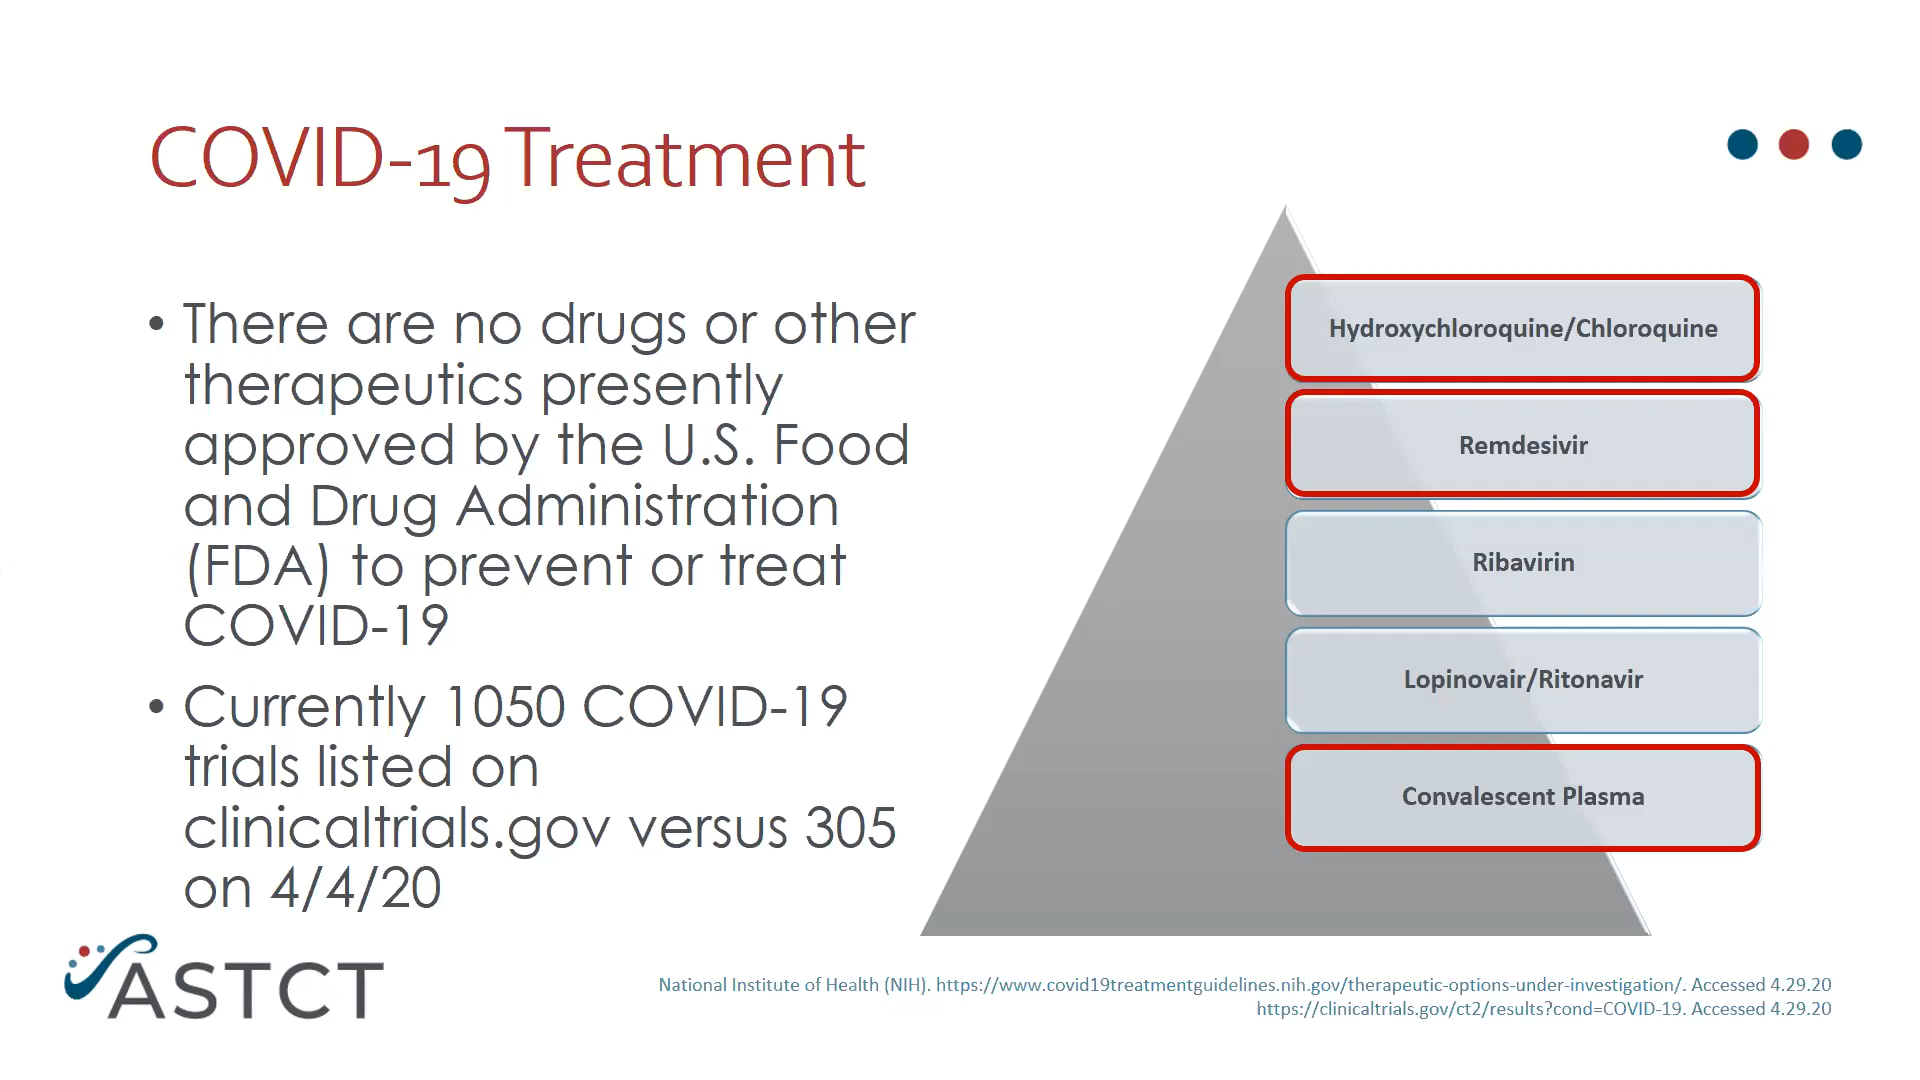 COVID-19 Treatment
• There are no drugs or other
therapeutics presently
approved by the U.S. Food
and Drug Administration
(FDA) to prevent or treat
COVID-19
• Currently 1050 COVID-19
trials listed on
clinicaltrials.gov versus 305
on 4/4/20
Hydroxychloroquine/Chloroquine
Remdesivir
Ribavirin
Lopinovair/Ritonavir
Convalescent Plasma
ASTCT
National Institute of Health (NIH). https://www.covid19treatmentguidelines.nih.gov/therapeutic-options-under-investigation/. Accessed 4.29.20
https://clinicaltrials.gov/ct2/results?cond=COVID-19. Accessed 4.29.20